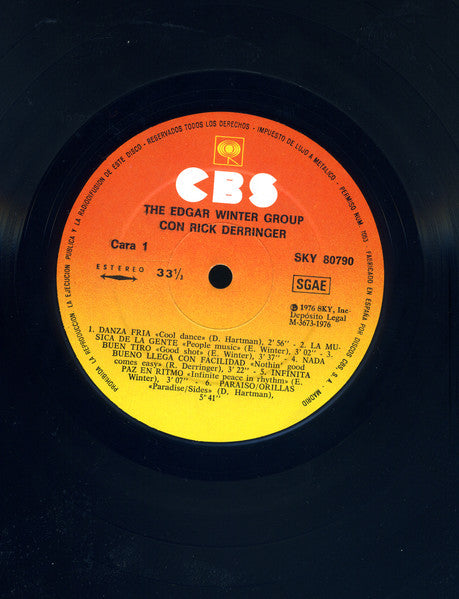 PROHIBIDA LA REPRODUCCION, LA EJECUCION PUBLICA Y LA RADIODIFUSION DE ESTE DISCO - RESERVADOS TODOS LOS DERECHOS - IMPUESTO DE LUJO A METALICO - PERMISO NUM. 1053 - FABRICADO EN ESPAÑA POR DISCOS CBS, S. A. MADRID
CBS
THE EDGAR WINTER GROUP
CON RICK DERRINGER
Cara 1
SKY 80790
ESTEREO
33⅓
SGAE
℗ 1976 SKY, Inc.
Depósito Legal
M-3673-1976
1. DANZA FRIA «Cool dance» (D. Hartman), 2' 56" - 2. LA MU-
SICA DE LA GENTE «People music» (E. Winter), 3' 02" - 3.
BUEN TIRO «Good shot» (E. Winter), 3' 37" - 4. NADA
BUENO LLEGA CON FACILIDAD «Nothin' good
comes easy» (R. Derringer), 3' 22" - 5. INFINITA
PAZ EN RITMO «Infinite peace in rhythm» (E.
Winter), 3' 07" - 6. PARAISO/ORILLAS
«Paradise/Sides» (D. Hartman),
5' 41"